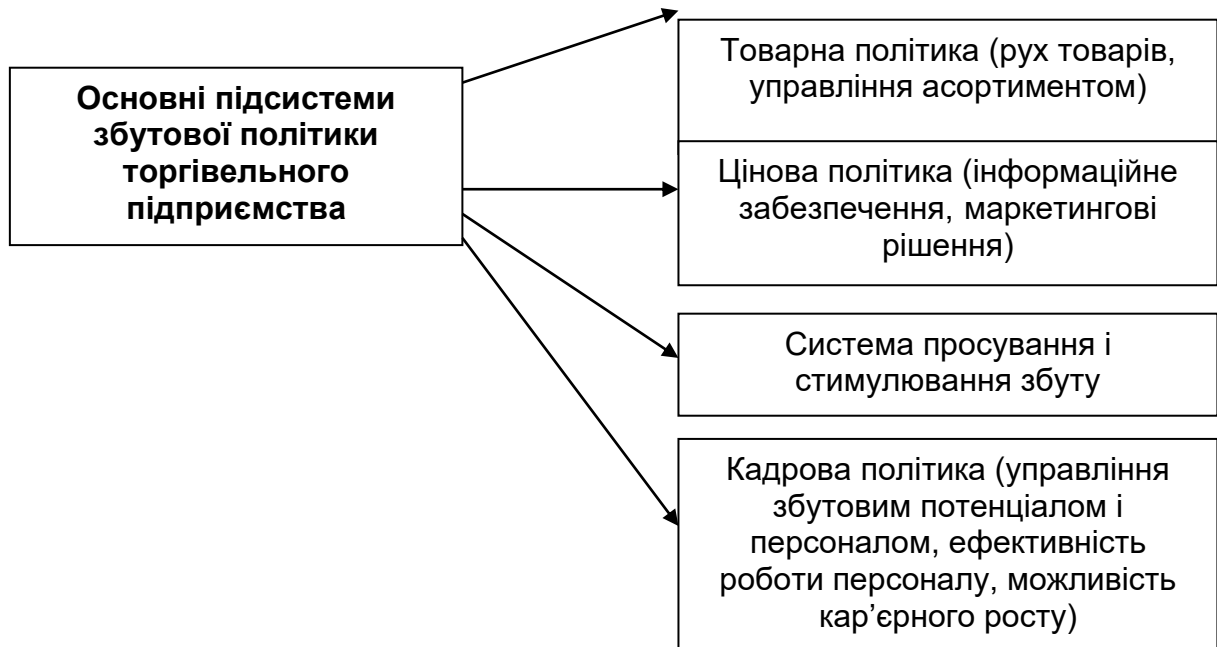 Основні підсистеми
збутової політики
торгівельного
підприємства
Товарна політика (рух товарів,
управління асортиментом)
Цінова політика (інформаційне
забезпечення, маркетингові
рішення)
Система просування і
стимулювання збуту
Кадрова політика (управління
збутовим потенціалом і
персоналом, ефективність
роботи персоналу, можливість
кар’єрного росту)